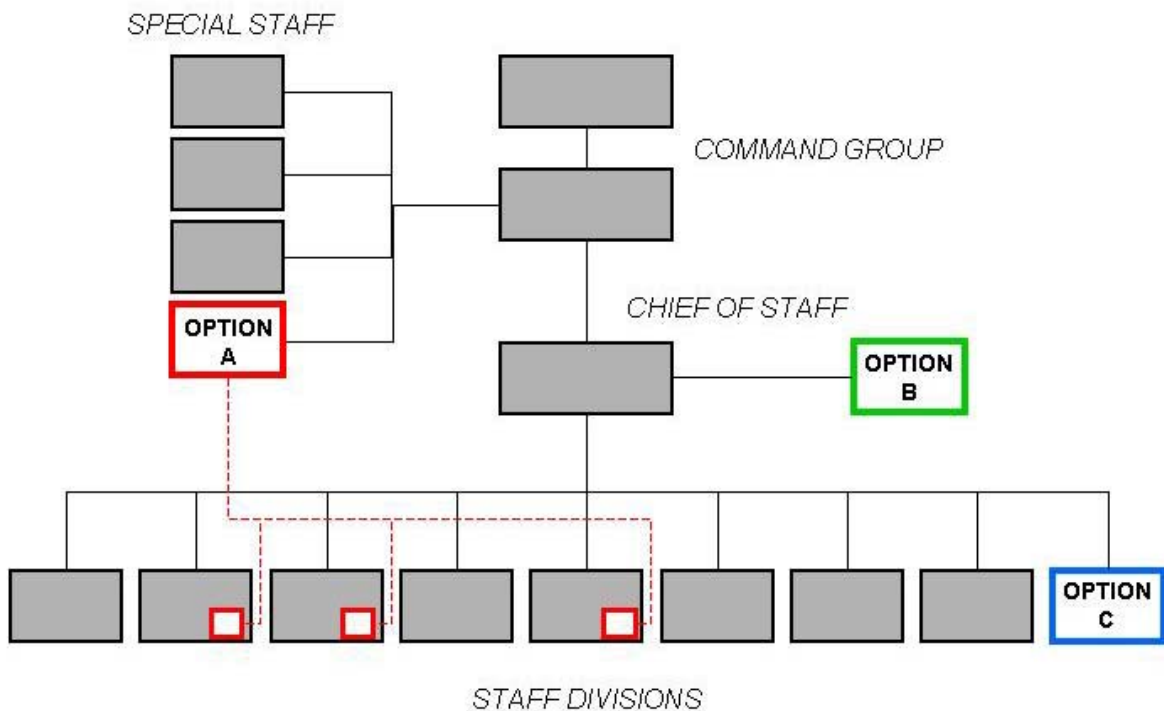 SPECIAL STAFF
COMMAND GROUP
CHIEF OF STAFF
OPTION
A
OPTION
B
OPTION
C
STAFF DIVISIONS